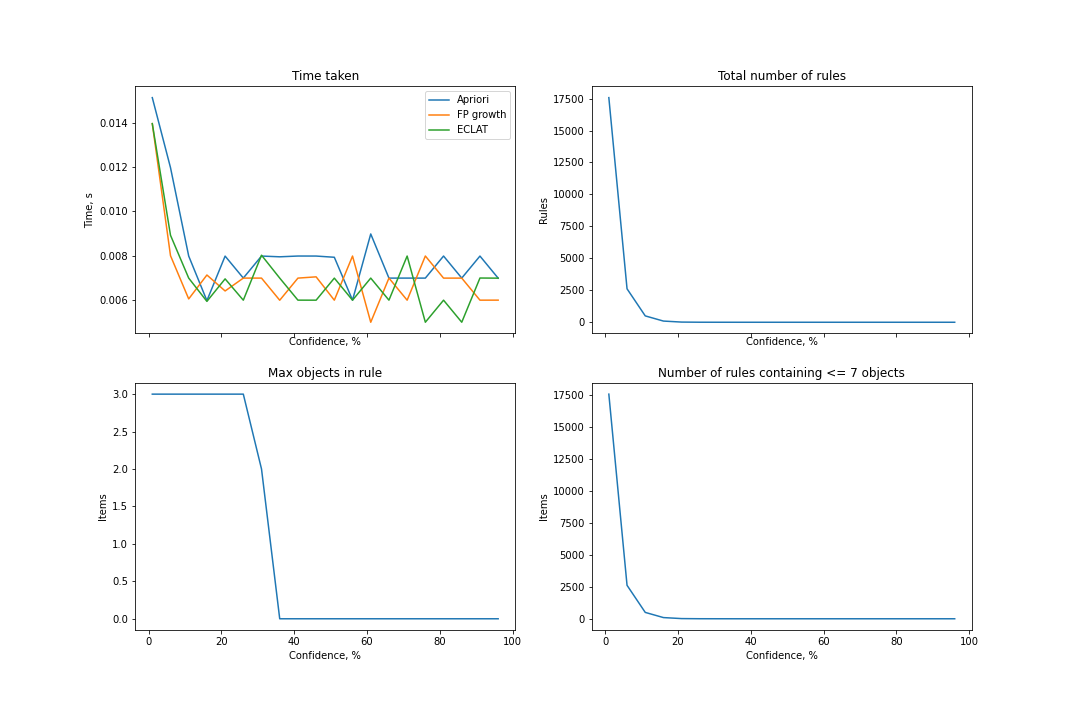 Time taken
Time, s
0.014
0.012
0.010
0.008
0.006
Apriori
FP growth
ECLAT
Confidence, %
Total number of rules
Rules
17500
15000
12500
10000
7500
5000
2500
0
Confidence, %
Max objects in rule
Items
3.0
2.5
2.0
1.5
1.0
0.5
0.0
0 20 40 60 80 100
Confidence, %
Number of rules containing <= 7 objects
Items
17500
15000
12500
10000
7500
5000
2500
0
0 20 40 60 80 100
Confidence, %